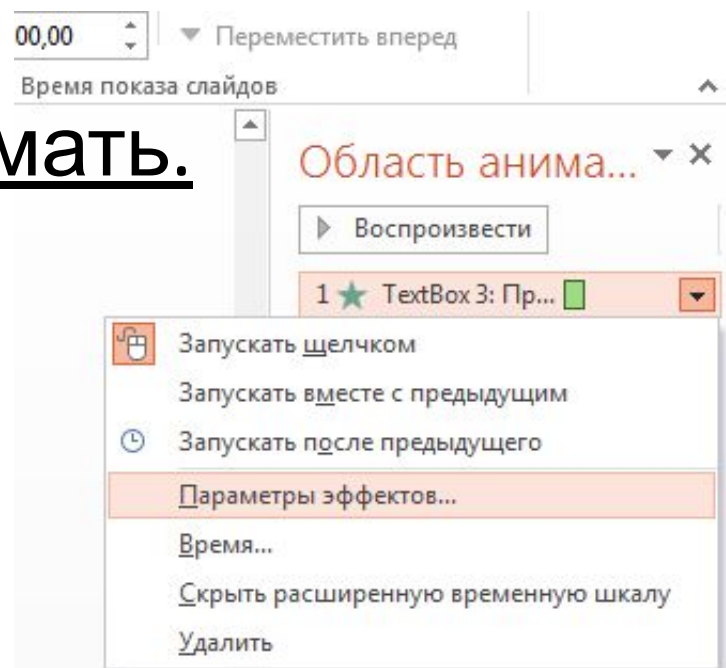 00,00 Переместить вперед
Время показа слайдов
мать.
Область анима...
Воспроизвести
1 TextBox 3: Пр...
Запускать щелчком
Запускать вместе с предыдущим
Запускать после предыдущего
Параметры эффектов...
Время...
Скрыть расширенную временную шкалу
Удалить